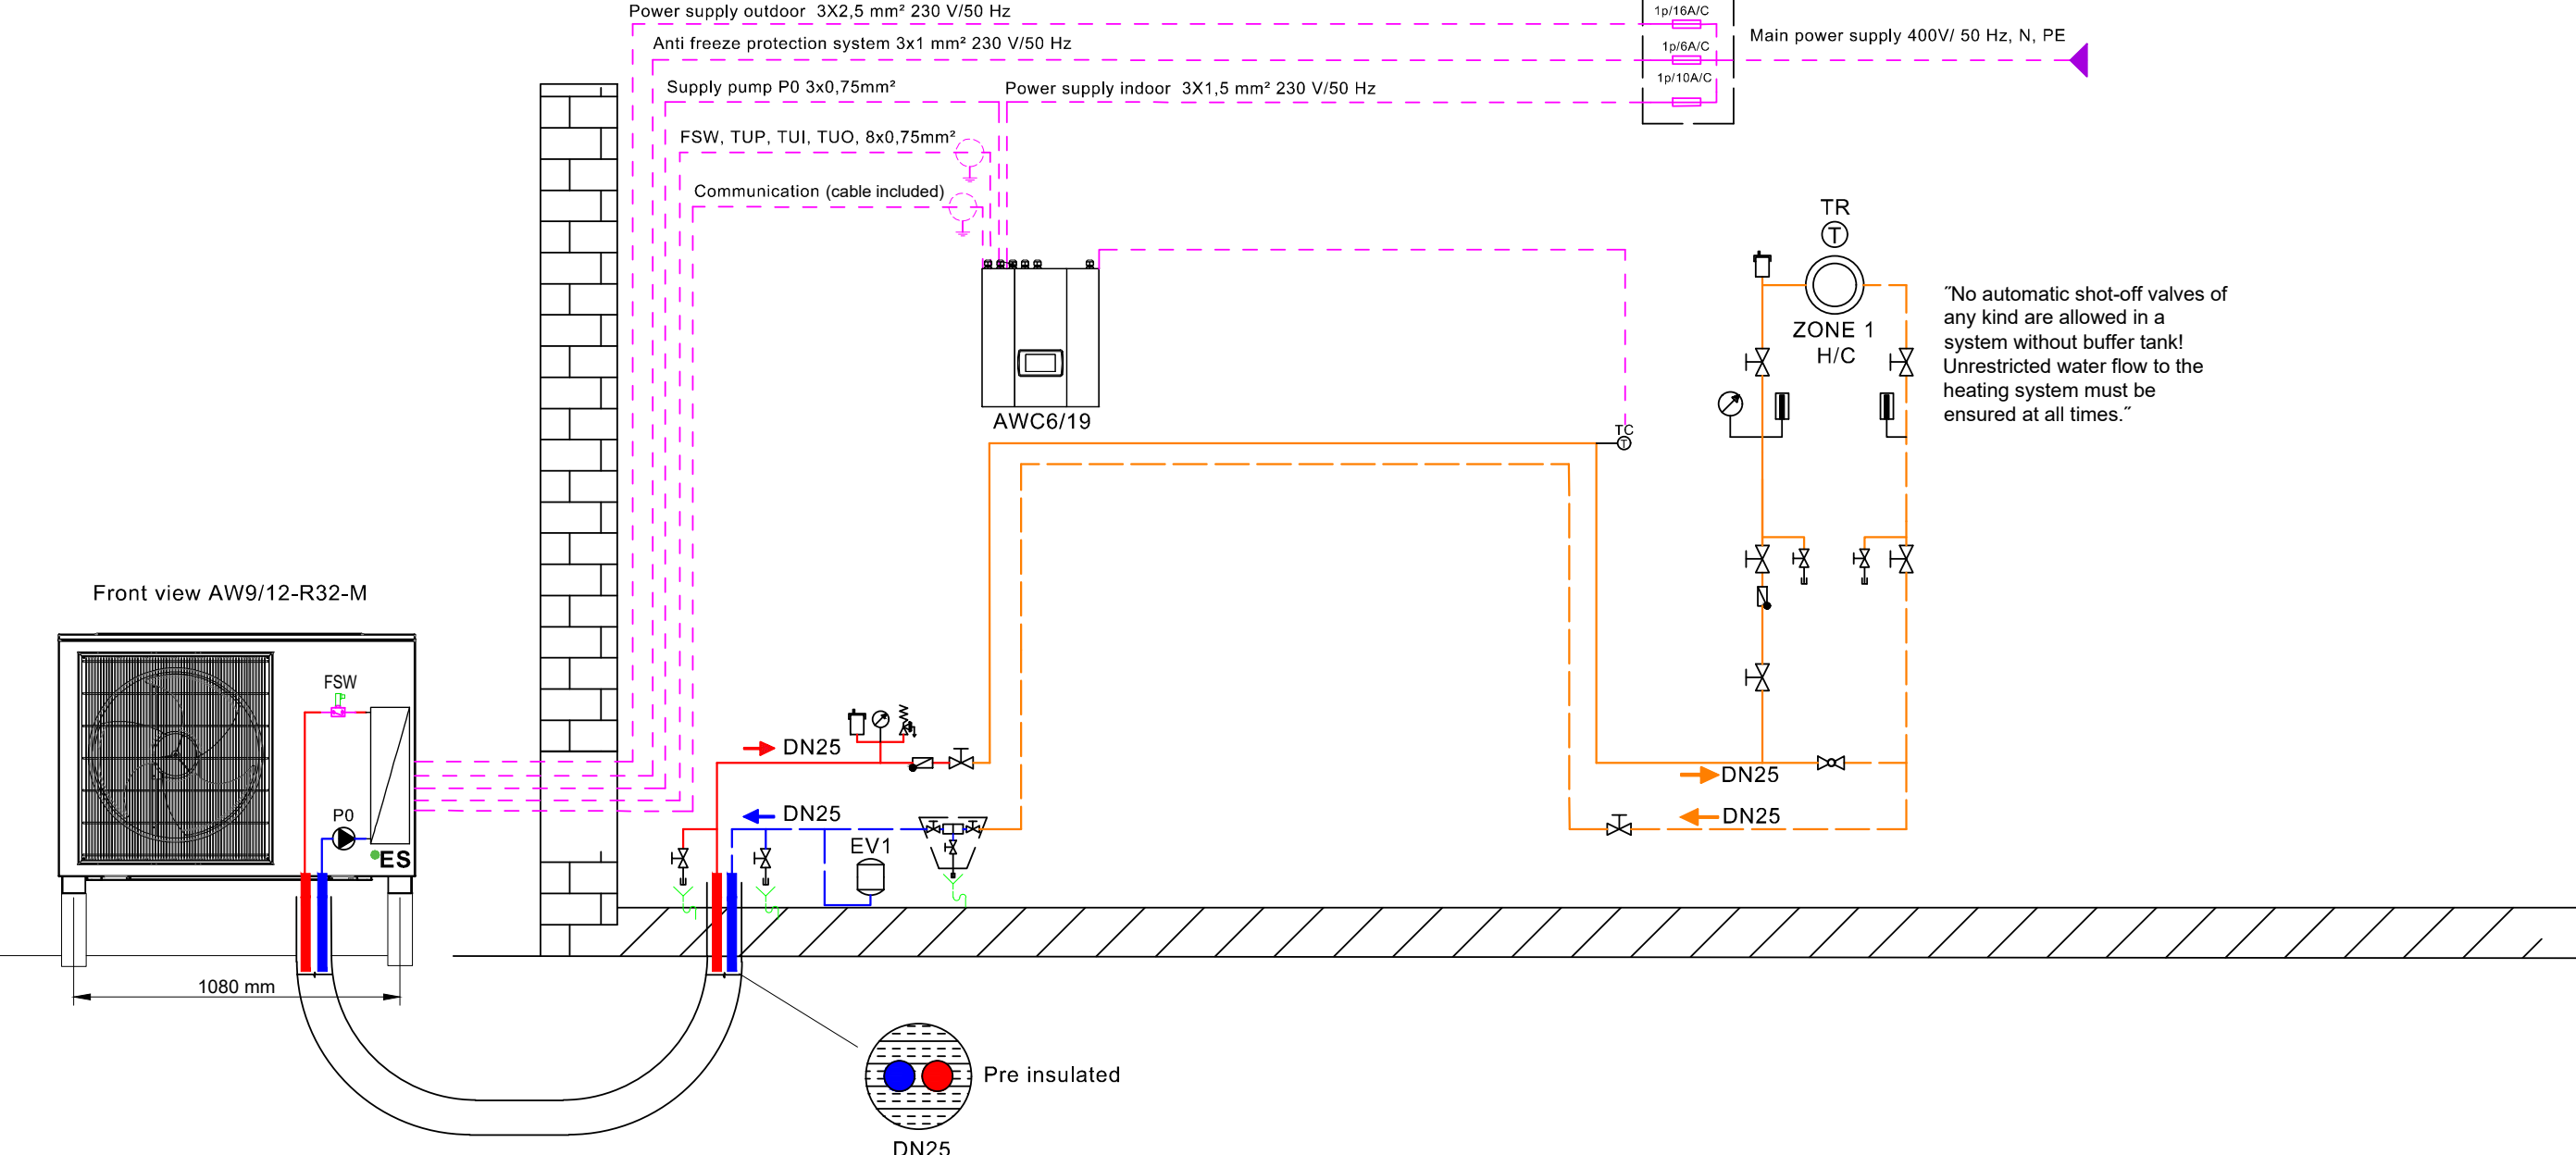 Power supply outdoor 3X2,5 mm² 230 V/50 Hz
1p/16A/C
Anti freeze protection system 3x1 mm² 230 V/50 Hz
1p/6A/C
Main power supply 400V/ 50 Hz, N, PE
Supply pump P0 3x0,75mm²
Power supply indoor 3X1,5 mm² 230 V/50 Hz
1p/10A/C
FSW, TUP, TUI, TUO, 8x0,75mm²
Communication (cable included)
TR
T
ZONE 1
H/C
˝No automatic shot-off valves of
any kind are allowed in a
system without buffer tank!
Unrestricted water flow to the
heating system must be
ensured at all times.˝
AWC6/19
TC
T
Front view AW9/12-R32-M
FSW
P0
ES
DN25
DN25
EV1
DN25
DN25
1080 mm
Pre insulated
DN25